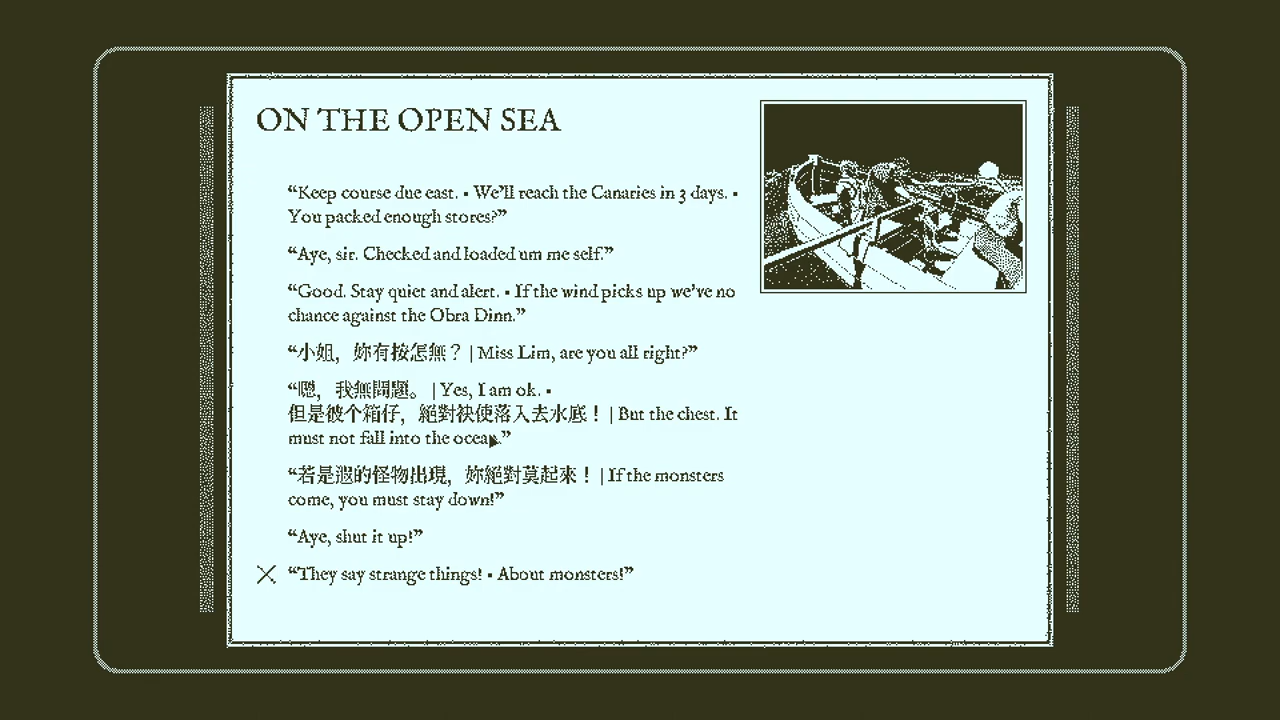 ON THE OPEN SEA
“Keep course due east. ▪ We’ll reach the Canaries in 3 days. ▪
You packed enough stores?”
“Aye, sir. Checked and loaded um me self.”
“Good. Stay quiet and alert. ▪ If the wind picks up we’ve no
chance against the Obra Dinn.”
“小姐，妳有按怎無？ | Miss Lim, are you all right?”
“嗯，我無問題。 | Yes, I am ok. ▪
但是彼个箱仔，絕對袂使落入去水底！ | But the chest. It
must not fall into the ocean.”
“若是遐的怪物出現，妳絕對莫起來！ | If the monsters
come, you must stay down!”
“Aye, shut it up!”
“They say strange things! ▪ About monsters!”